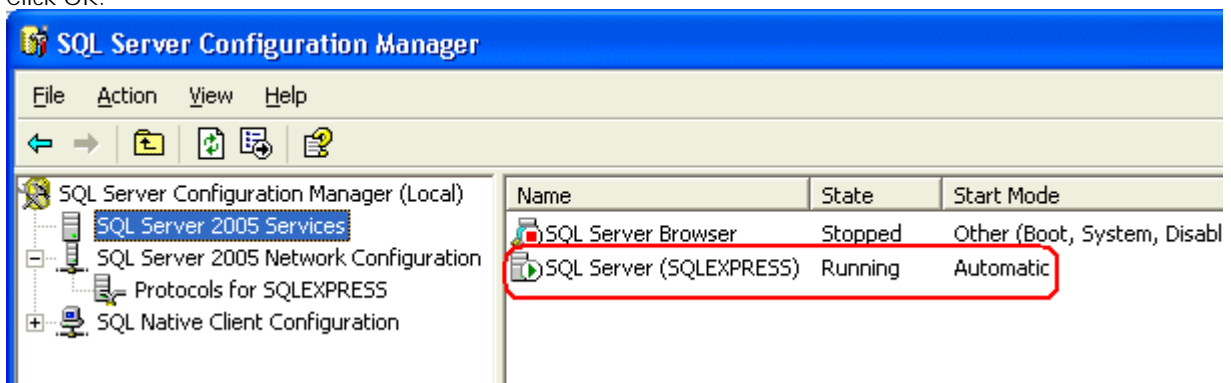 Click OK.
SQL Server Configuration Manager
File Action View Help
SQL Server Configuration Manager (Local)
SQL Server 2005 Services
SQL Server 2005 Network Configuration
Protocols for SQLEXPRESS
SQL Native Client Configuration
Name State Start Mode
SQL Server Browser Stopped Other (Boot, System, Disabl
SQL Server (SQLEXPRESS) Running Automatic